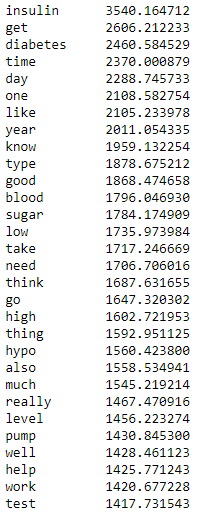 insulin 3540.164712
get 2606.212233
diabetes 2460.584529
time 2370.000879
day 2288.745733
one 2108.582754
like 2105.233978
year 2011.054335
know 1959.132254
type 1878.675212
good 1868.474658
blood 1796.046930
sugar 1784.174909
low 1735.973984
take 1717.246669
need 1706.706016
think 1687.631655
go 1647.320302
high 1602.721953
thing 1592.951125
hypo 1560.423800
also 1558.534941
much 1545.219214
really 1467.470916
level 1456.223274
pump 1430.845300
well 1428.461123
help 1425.771243
work 1420.677228
test 1417.731543